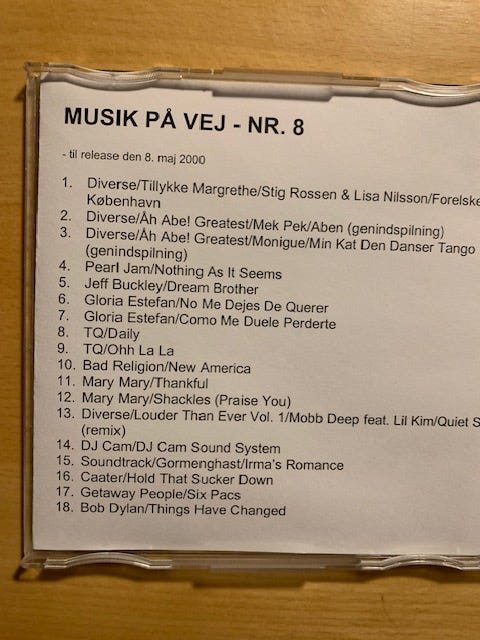 MUSIK PÅ VEJ - NR. 8
- til release den 8. maj 2000
1. Diverse/Tillykke Margrethe/Stig Rossen & Lisa Nilsson/Forelske
København
2. Diverse/Åh Abe! Greatest/Mek Pek/Aben (genindspilning)
3. Diverse/Åh Abe! Greatest/Monigue/Min Kat Den Danser Tango
(genindspilning)
4. Pearl Jam/Nothing As It Seems
5. Jeff Buckley/Dream Brother
6. Gloria Estefan/No Me Dejes De Querer
7. Gloria Estefan/Como Me Duele Perderte
8. TQ/Daily
9. TQ/Ohh La La
10. Bad Religion/New America
11. Mary Mary/Thankful
12. Mary Mary/Shackles (Praise You)
13. Diverse/Louder Than Ever Vol. 1/Mobb Deep feat. Lil Kim/Quiet S
(remix)
14. DJ Cam/DJ Cam Sound System
15. Soundtrack/Gormenghast/Irma's Romance
16. Caater/Hold That Sucker Down
17. Getaway People/Six Pacs
18. Bob Dylan/Things Have Changed